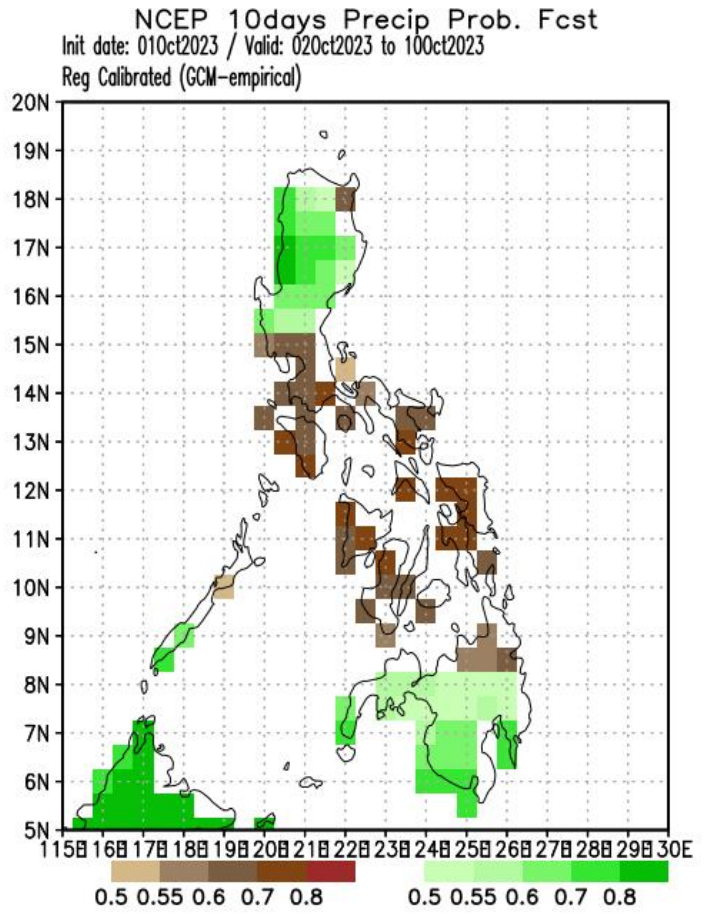 NCEP 10days Precip Prob. Fcst
Init date: 01Oct2023 / Valid: 02Oct2023 to 10Oct2023
Reg Calibrated (GCM-empirical)
20N
19N
18N
17N
16N
15N
14N
13N
12N
11N
10N
9N
8N
7N
6N
5N
115E 116E 117E 118E 119E 120E 121E 122E 123E 124E 125E 126E 127E 128E 129E 130E
0.5 0.55 0.6 0.7 0.8 0.5 0.55 0.6 0.7 0.8